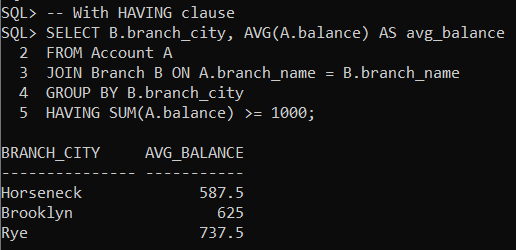 SQL> -- With HAVING clause
SQL> SELECT B.branch_city, AVG(A.balance) AS avg_balance
  2  FROM Account A
  3  JOIN Branch B ON A.branch_name = B.branch_name
  4  GROUP BY B.branch_city
  5  HAVING SUM(A.balance) >= 1000;

BRANCH_CITY     AVG_BALANCE
--------------- -----------
Horseneck             587.5
Brooklyn                625
Rye                   737.5